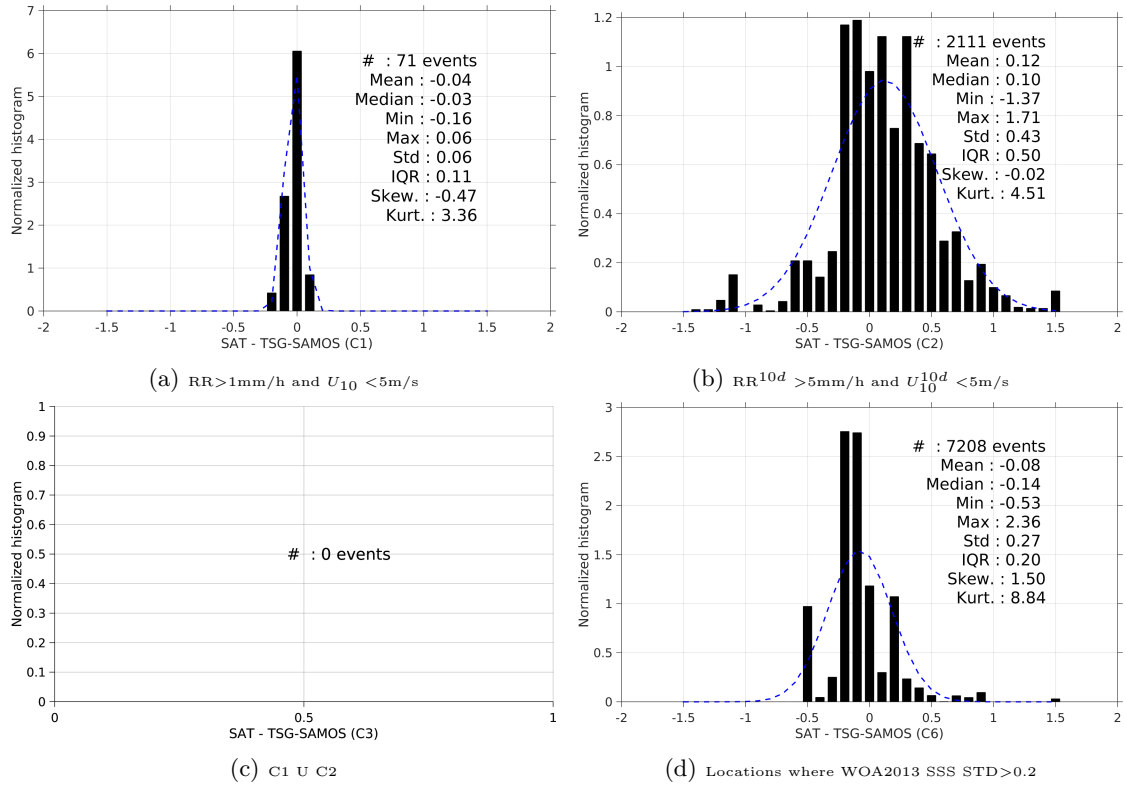 7
6
5
4
3
2
1
0
Normalized histogram
# : 71 events
Mean : -0.04
Median : -0.03
Min : -0.16
Max : 0.06
Std : 0.06
IQR : 0.11
Skew. : -0.47
Kurt. : 3.36
-2 -1.5 -1 -0.5 0 0.5 1 1.5 2
SAT - TSG-SAMOS (C1)
(a) RR>1mm/h and U10 <5m/s
1.2
1
0.8
0.6
0.4
0.2
0
Normalized histogram
# : 2111 events
Mean : 0.12
Median : 0.10
Min : -1.37
Max : 1.71
Std : 0.43
IQR : 0.50
Skew. : -0.02
Kurt. : 4.51
-2 -1.5 -1 -0.5 0 0.5 1 1.5 2
SAT - TSG-SAMOS (C2)
(b) RR^10d >5mm/h and U_10^10d <5m/s
1
0.9
0.8
0.7
0.6
0.5
0.4
0.3
0.2
0.1
0
Normalized histogram
# : 0 events
0 0.5 1
SAT - TSG-SAMOS (C3)
(c) C1 U C2
3
2.5
2
1.5
1
0.5
0
Normalized histogram
# : 7208 events
Mean : -0.08
Median : -0.14
Min : -0.53
Max : 2.36
Std : 0.27
IQR : 0.20
Skew. : 1.50
Kurt. : 8.84
-2 -1.5 -1 -0.5 0 0.5 1 1.5 2
SAT - TSG-SAMOS (C6)
(d) Locations where WOA2013 SSS STD>0.2